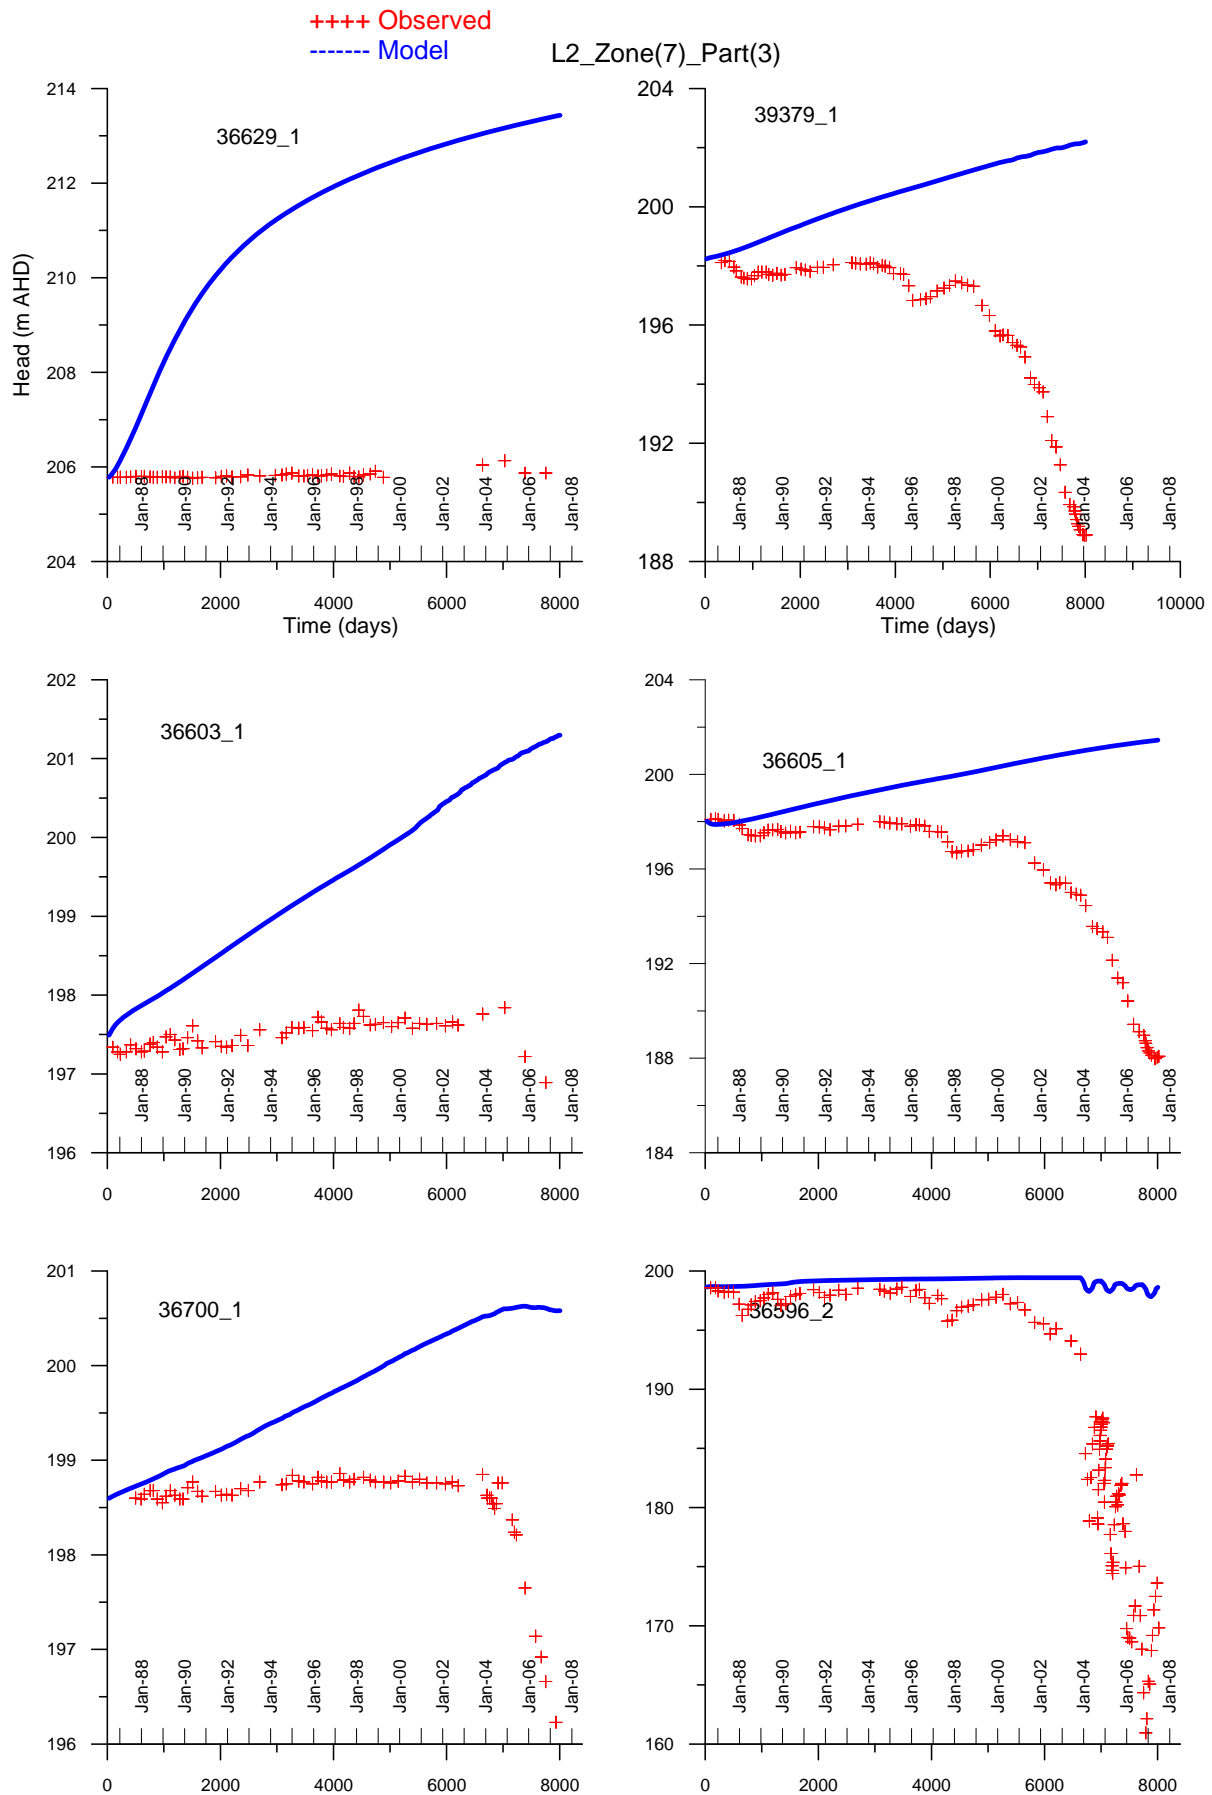 ++++ Observed
------- Model
L2_Zone(7)_Part(3)
36629_1
Head (m AHD)
214
212
210
208
206
204
Jan-88 Jan-90 Jan-92 Jan-94 Jan-96 Jan-98 Jan-00 Jan-02 Jan-04 Jan-06 Jan-08
0 2000 4000 6000 8000
Time (days)
39379_1
204
200
196
192
188
Jan-88 Jan-90 Jan-92 Jan-94 Jan-96 Jan-98 Jan-00 Jan-02 Jan-04 Jan-06 Jan-08
0 2000 4000 6000 8000 10000
Time (days)
36603_1
202
201
200
199
198
197
196
Jan-88 Jan-90 Jan-92 Jan-94 Jan-96 Jan-98 Jan-00 Jan-02 Jan-04 Jan-06 Jan-08
0 2000 4000 6000 8000
36605_1
204
200
196
192
188
184
Jan-88 Jan-90 Jan-92 Jan-94 Jan-96 Jan-98 Jan-00 Jan-02 Jan-04 Jan-06 Jan-08
0 2000 4000 6000 8000
36700_1
201
200
199
198
197
196
Jan-88 Jan-90 Jan-92 Jan-94 Jan-96 Jan-98 Jan-00 Jan-02 Jan-04 Jan-06 Jan-08
0 2000 4000 6000 8000
36596_2
200
190
180
170
160
Jan-88 Jan-90 Jan-92 Jan-94 Jan-96 Jan-98 Jan-00 Jan-02 Jan-04 Jan-06 Jan-08
0 2000 4000 6000 8000